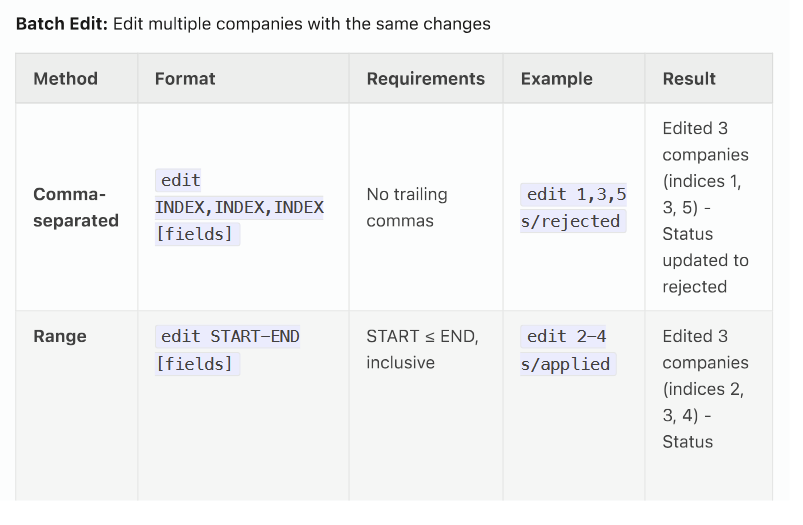 Batch Edit: Edit multiple companies with the same changes
Method Format Requirements Example Result
Comma-
separated
edit
INDEX,INDEX,INDEX
[fields]
No trailing
commas
edit 1,3,5
s/rejected
Edited 3
companies
(indices 1,
3, 5) -
Status
updated to
rejected
Range
edit START-END
[fields]
START ≤ END,
inclusive
edit 2-4
s/applied
Edited 3
companies
(indices 2,
3, 4) -
Status